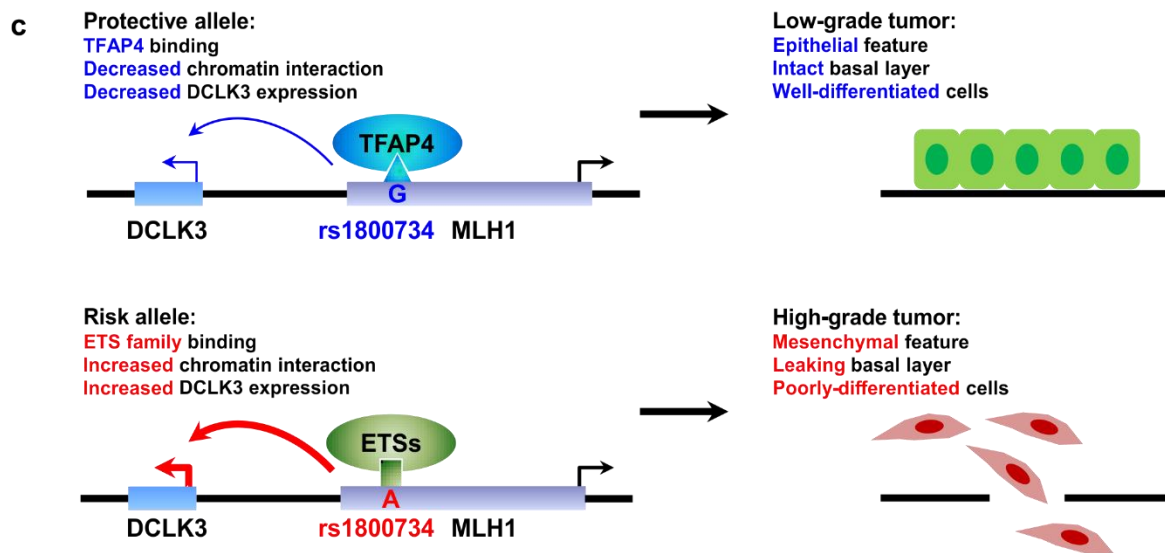 c
Protective allele:
TFAP4 binding
Decreased chromatin interaction
Decreased DCLK3 expression
TFAP4
G
DCLK3
rs1800734 MLH1
Low-grade tumor:
Epithelial feature
Intact basal layer
Well-differentiated cells
Risk allele:
ETS family binding
Increased chromatin interaction
Increased DCLK3 expression
ETSs
A
DCLK3
rs1800734 MLH1
High-grade tumor:
Mesenchymal feature
Leaking basal layer
Poorly-differentiated cells